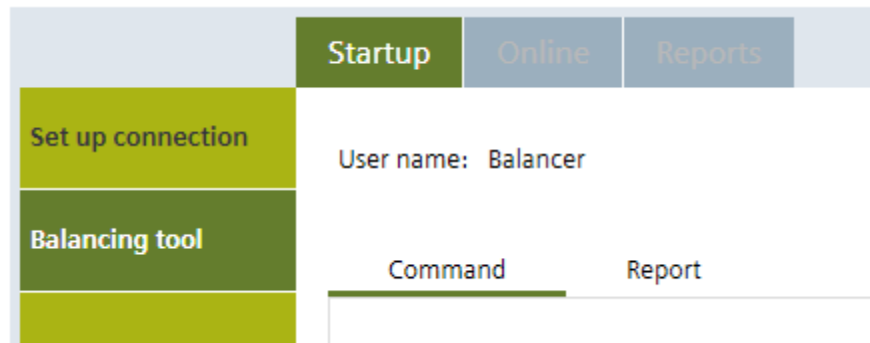 Startup Online Reports
Set up connection
User name: Balancer
Balancing tool
Command Report